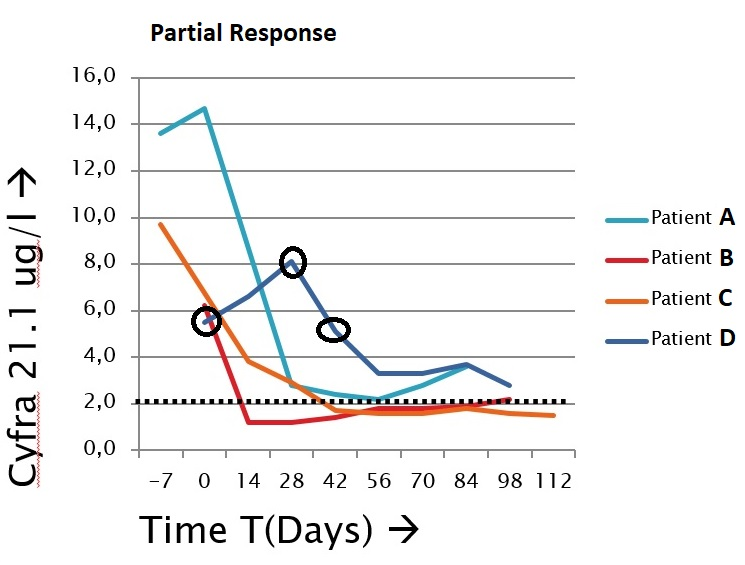 Partial Response
16,0
14,0
12,0
10,0
8,0
6,0
4,0
2,0
0,0
Cyfra 21.1 ug/l →
-7 0 14 28 42 56 70 84 98 112
Time T(Days) →
Patient A
Patient B
Patient C
Patient D